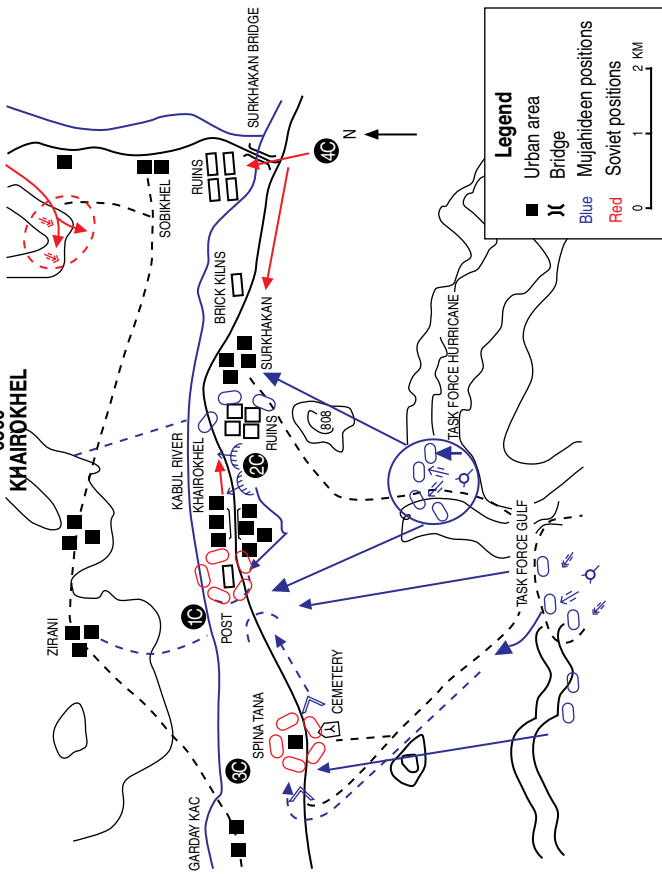 KHAIROKHEL
SOBIKHEL
ZIRANI
RUINS
SURKHAKAN BRIDGE
4C
N
BRICK KILNS
SURKHAKAN
KABUL RIVER
KHAIROKHEL
RUINS
2C
808
1C
POST
TASK FORCE HURRICANE
TASK FORCE GULF
SPINA TANA
CEMETERY
3C
GARDAY KAC
Legend
Urban area
Bridge
Blue Mujahideen positions
Red Soviet positions
0 1 2 KM